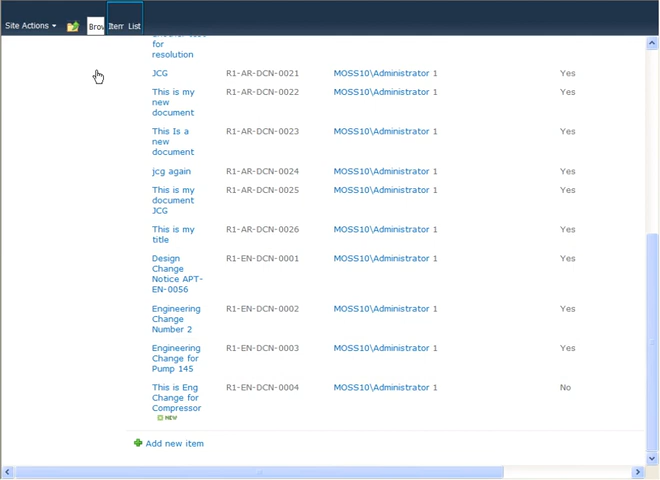 Site Actions
Brov
Item
List
for
resolution
JCG R1-AR-DCN-0021 MOSS10\Administrator 1 Yes
This is my R1-AR-DCN-0022 MOSS10\Administrator 1 Yes
new
document
This Is a R1-AR-DCN-0023 MOSS10\Administrator 1 Yes
new
document
jcg again R1-AR-DCN-0024 MOSS10\Administrator 1 Yes
This is my R1-AR-DCN-0025 MOSS10\Administrator 1 Yes
document
JCG
This is my R1-AR-DCN-0026 MOSS10\Administrator 1 Yes
title
Design R1-EN-DCN-0001 MOSS10\Administrator 1 Yes
Change
Notice APT-
EN-0056
Engineering R1-EN-DCN-0002 MOSS10\Administrator 1 Yes
Change
Number 2
Engineering R1-EN-DCN-0003 MOSS10\Administrator 1 Yes
Change for
Pump 145
This is Eng R1-EN-DCN-0004 MOSS10\Administrator 1 No
Change for
Compressor
NEW
Add new item